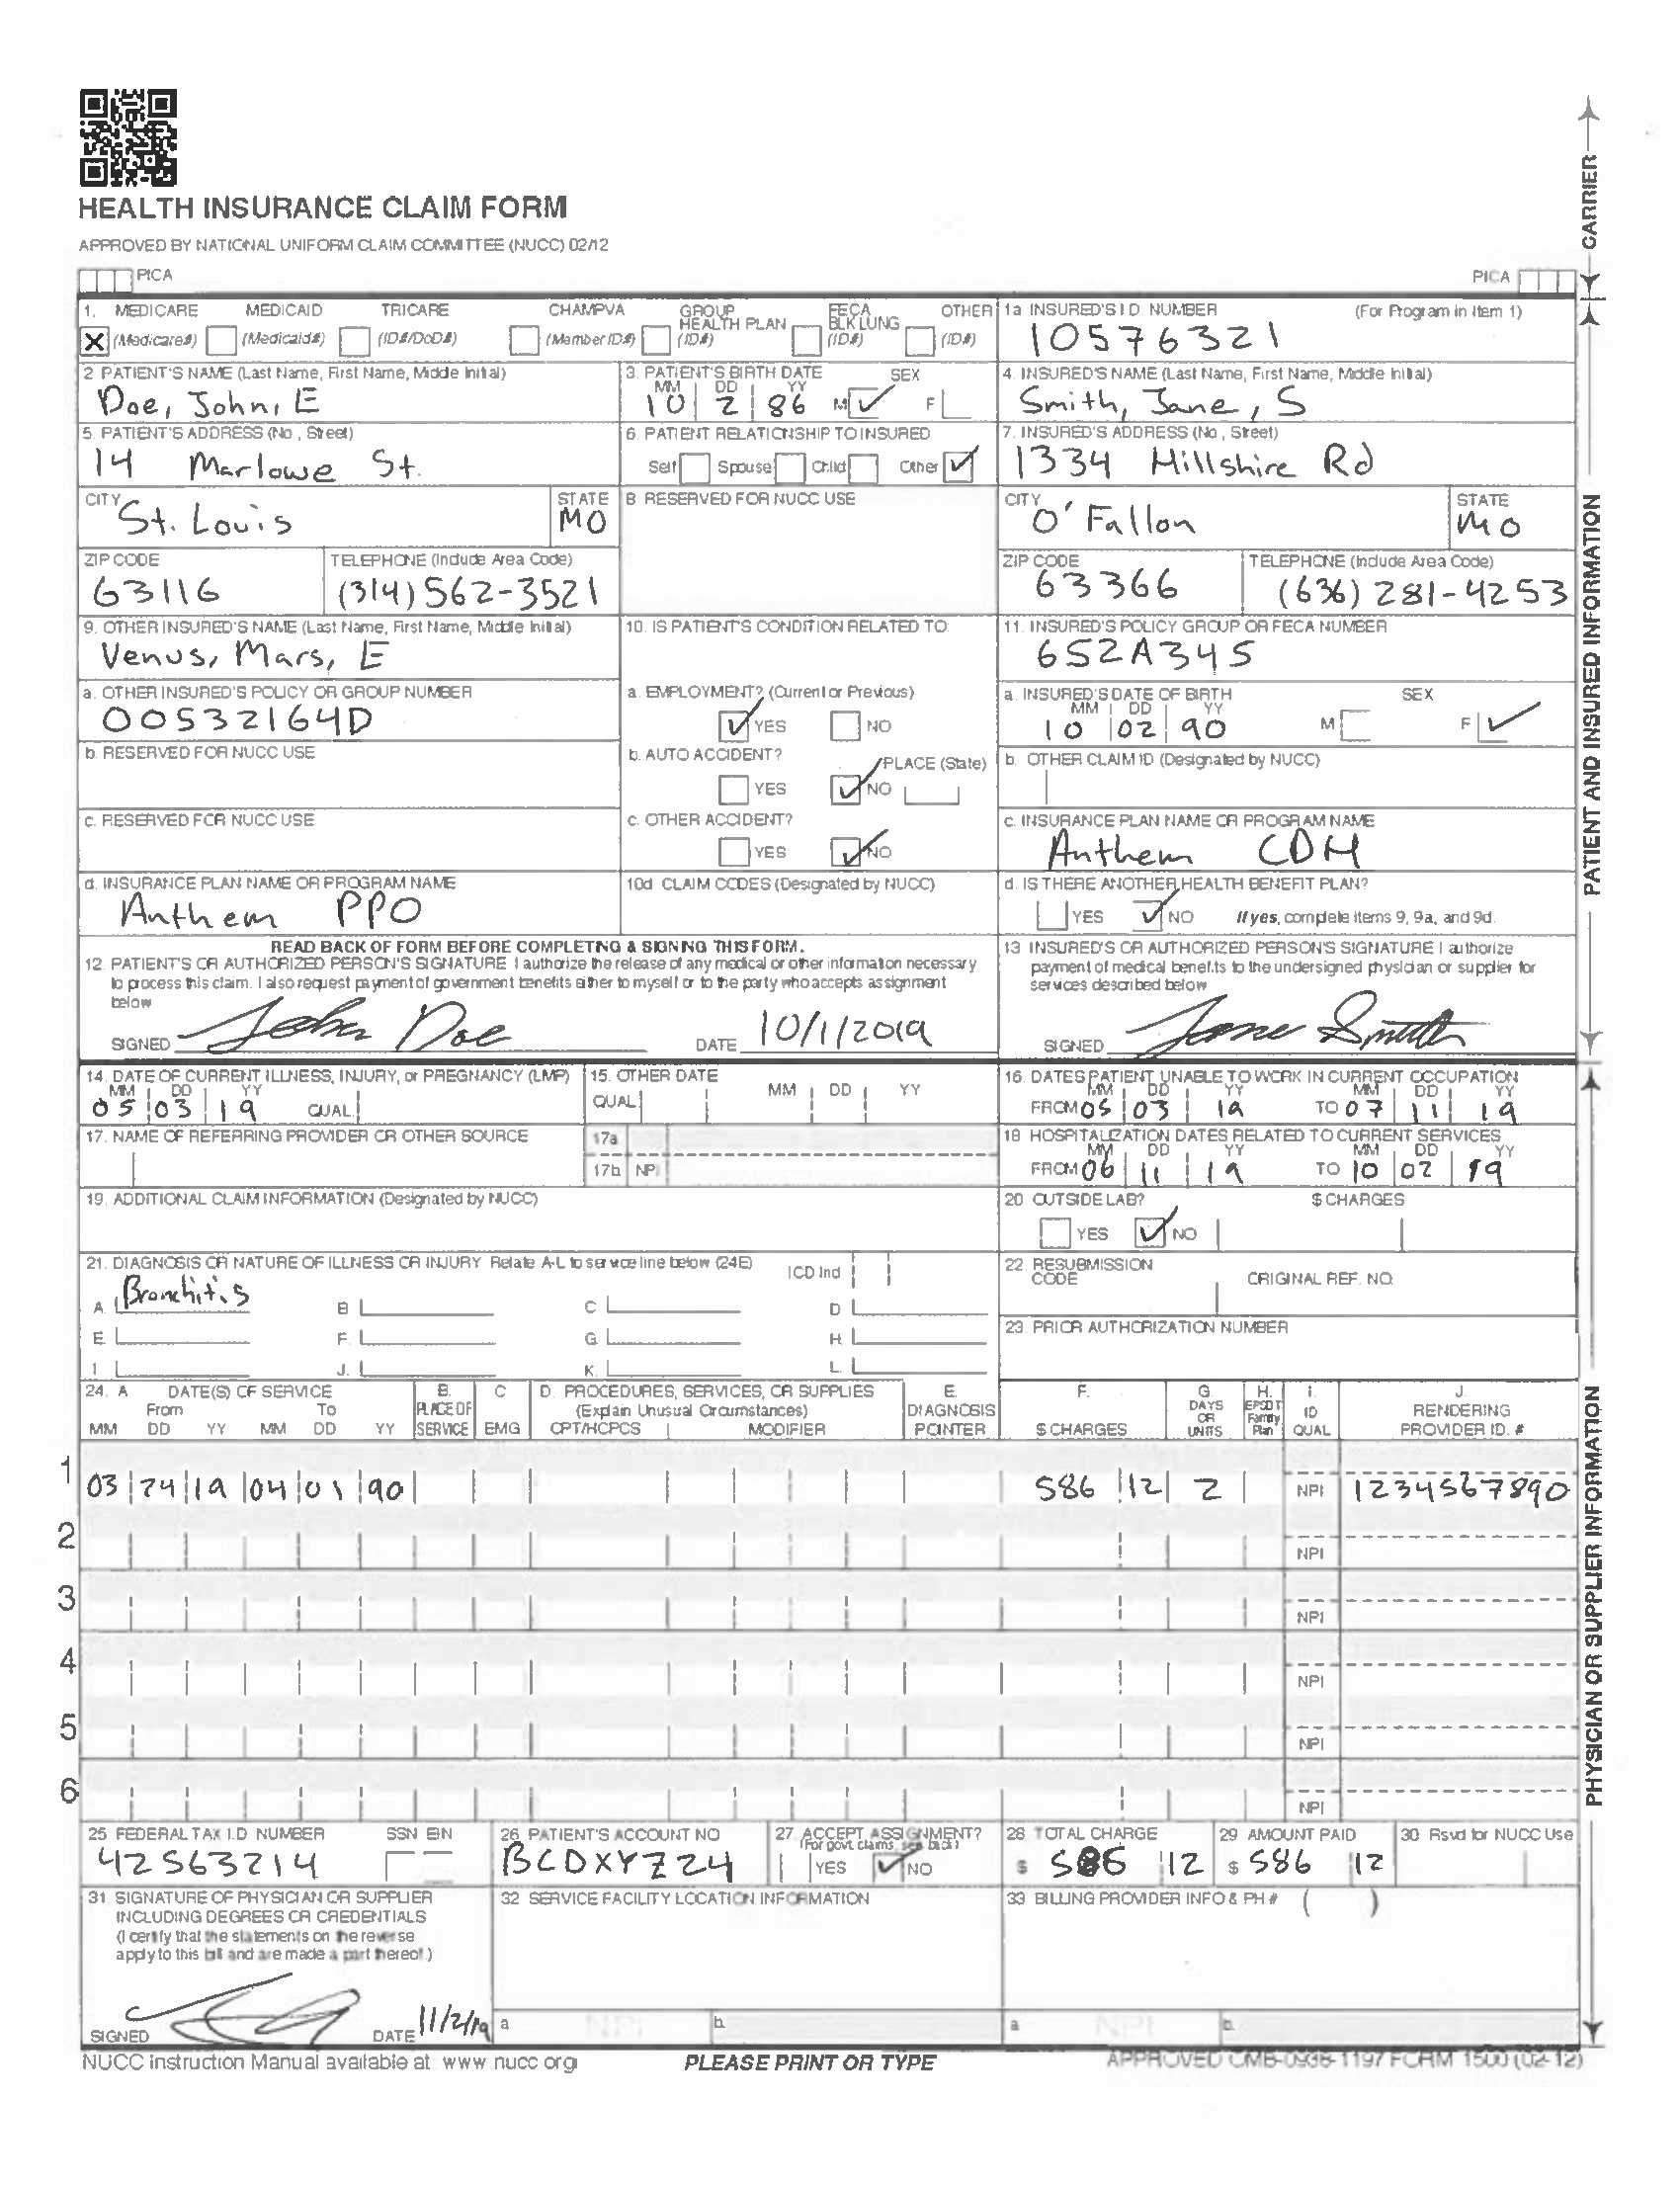 HEALTH INSURANCE CLAIM FORM
APPROVED BY NATIONAL UNIFORM CLAIM COMMITTEE (NUCC) 02/12
PICA PICA
CARRIER
1. MEDICARE MEDICAID TRICARE CHAMPVA GROUP HEALTH PLAN FECA BLK LUNG OTHER
X (Medicare#) (Medicaid#) (ID#/DoD#) (Member ID#) (ID#) (ID#) (ID#)
1a INSURED'S I.D. NUMBER (For Program in Item 1)
10576321
2 PATIENT'S NAME (Last Name, First Name, Middle Initial)
Doe, John, E
3. PATIENT'S BIRTH DATE SEX
MM DD YY
10 2 86 M F
4. INSURED'S NAME (Last Name, First Name, Middle Initial)
Smith, Jane, S
5. PATIENT'S ADDRESS (No., Street)
14 Marlowe St.
6. PATIENT RELATIONSHIP TO INSURED
Self Spouse Child Other
7. INSURED'S ADDRESS (No., Street)
1334 Millshire Rd
CITY STATE
St. Louis MO
8 RESERVED FOR NUCC USE
CITY STATE
O'Fallon MO
ZIP CODE TELEPHONE (Include Area Code)
63116 (314) 562-3521
ZIP CODE TELEPHONE (Include Area Code)
63366 (636) 281-4253
9. OTHER INSURED'S NAME (Last Name, First Name, Middle Initial)
Venus, Mars, E
10. IS PATIENT'S CONDITION RELATED TO:
11. INSURED'S POLICY GROUP OR FECA NUMBER
652A345
a. OTHER INSURED'S POLICY OR GROUP NUMBER
00532164D
a. EMPLOYMENT? (Current or Previous)
YES NO
a. INSURED'S DATE OF BIRTH SEX
MM DD YY
10 02 90 M F
b. RESERVED FOR NUCC USE
b. AUTO ACCIDENT? PLACE (State)
YES NO
b. OTHER CLAIM ID (Designated by NUCC)
c. RESERVED FOR NUCC USE
c. OTHER ACCIDENT?
YES NO
c. INSURANCE PLAN NAME OR PROGRAM NAME
Anthem CDH
d. INSURANCE PLAN NAME OR PROGRAM NAME
Anthem PPO
10d CLAIM CODES (Designated by NUCC)
d. IS THERE ANOTHER HEALTH BENEFIT PLAN?
YES NO If yes, complete items 9, 9a, and 9d.
PATIENT AND INSURED INFORMATION
READ BACK OF FORM BEFORE COMPLETING & SIGNING THIS FORM.
12. PATIENT'S OR AUTHORIZED PERSON'S SIGNATURE I authorize the release of any medical or other information necessary
to process this claim. I also request payment of government benefits either to myself or to the party who accepts assignment
below
SIGNED John Doe DATE 10/1/2019
13 INSURED'S OR AUTHORIZED PERSON'S SIGNATURE I authorize
payment of medical benefits to the undersigned physician or supplier for
services described below
SIGNED Jane Smith
14. DATE OF CURRENT ILLNESS, INJURY, or PREGNANCY (LMP)
MM DD YY
05 03 19 QUAL.
15. OTHER DATE
QUAL. MM DD YY
16. DATES PATIENT UNABLE TO WORK IN CURRENT OCCUPATION
MM DD YY MM DD YY
FROM 05 03 19 TO 07 11 19
17. NAME OF REFERRING PROVIDER OR OTHER SOURCE
17a
17b NPI
18 HOSPITALIZATION DATES RELATED TO CURRENT SERVICES
MM DD YY MM DD YY
FROM 06 11 19 TO 10 02 19
19. ADDITIONAL CLAIM INFORMATION (Designated by NUCC)
20. OUTSIDE LAB? $ CHARGES
YES NO
21. DIAGNOSIS OR NATURE OF ILLNESS OR INJURY Relate A-L to service line below (24E) ICD Ind
A. Bronchitis B C D
E. F. G H.
I. J. K. L.
22. RESUBMISSION CODE ORIGINAL REF. NO.
23. PRIOR AUTHORIZATION NUMBER
24. A DATE(S) OF SERVICE B. C D. PROCEDURES, SERVICES, OR SUPPLIES E. F. G. H. I. J.
From To PLACE OF (Explain Unusual Circumstances) DIAGNOSIS DAYS OR EPSDT Family ID RENDERING
MM DD YY MM DD YY SERVICE EMG CPT/HCPCS MODIFIER POINTER $ CHARGES UNITS Plan QUAL. PROVIDER ID. #
1 03 24 19 04 01 90 586 12 2 NPI 1234567890
2 NPI
3 NPI
4 NPI
5 NPI
6 NPI
25. FEDERAL TAX I.D. NUMBER SSN EIN
42563214
26. PATIENT'S ACCOUNT NO
BCDXYZ24
27. ACCEPT ASSIGNMENT?
(For govt. claims, see back)
YES NO
28 TOTAL CHARGE
$ 586 12
29 AMOUNT PAID
$ 586 12
30 Rsvd for NUCC Use
31. SIGNATURE OF PHYSICIAN OR SUPPLIER
INCLUDING DEGREES OR CREDENTIALS
(I certify that the statements on the reverse
apply to this bill and are made a part thereof.)
SIGNED DATE 11/2/19
32 SERVICE FACILITY LOCATION INFORMATION
a NPI b.
33 BILLING PROVIDER INFO & PH # ( )
a NPI b.
PHYSICIAN OR SUPPLIER INFORMATION
NUCC Instruction Manual available at: www.nucc.org
PLEASE PRINT OR TYPE
APPROVED OMB-0938-1197 FORM 1500 (02-12)